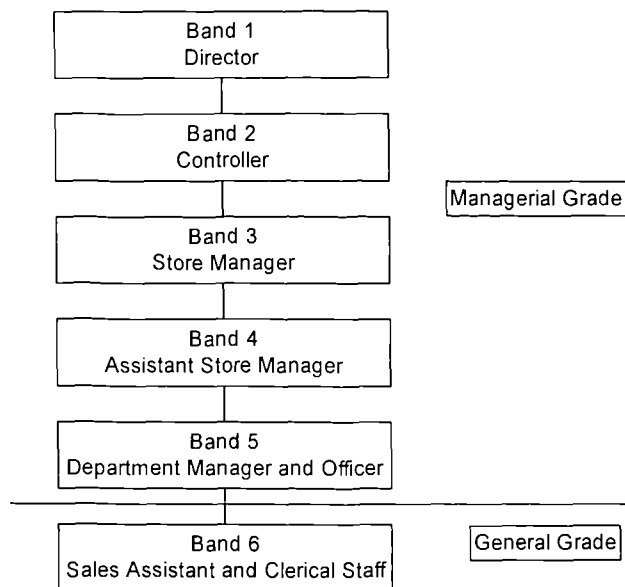 Band 1
Director
Band 2
Controller
Managerial Grade
Band 3
Store Manager
Band 4
Assistant Store Manager
Band 5
Department Manager and Officer
Band 6
Sales Assistant and Clerical Staff
General Grade